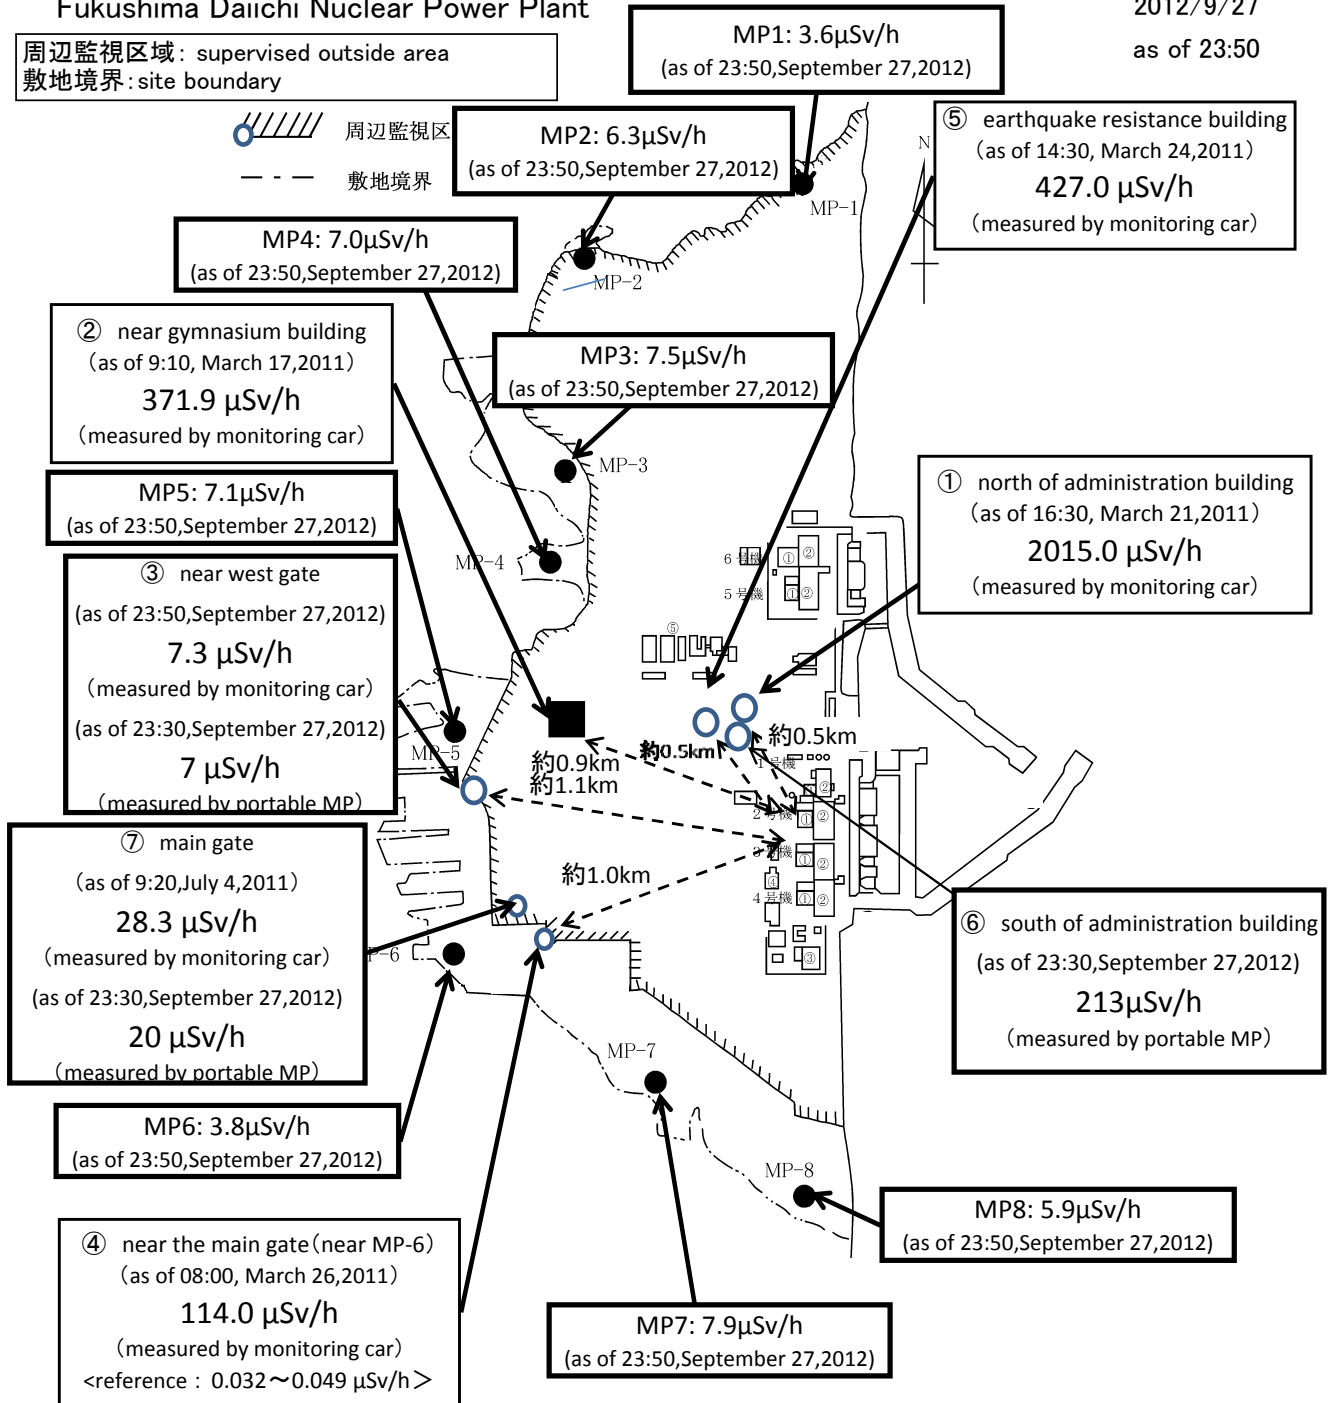 Fukushima Daiichi Nuclear Power Plant
2012/9/27
as of 23:50
周辺監視区域: supervised outside area
敷地境界:site boundary
周辺監視区
敷地境界
MP1: 3.6μSv/h
(as of 23:50,September 27,2012)
MP2: 6.3μSv/h
(as of 23:50,September 27,2012)
⑤ earthquake resistance building
(as of 14:30, March 24,2011)
427.0 μSv/h
(measured by monitoring car)
N
MP-1
MP4: 7.0μSv/h
(as of 23:50,September 27,2012)
MP-2
② near gymnasium building
(as of 9:10, March 17,2011)
371.9 μSv/h
(measured by monitoring car)
MP3: 7.5μSv/h
(as of 23:50,September 27,2012)
MP-3
MP5: 7.1μSv/h
(as of 23:50,September 27,2012)
① north of administration building
(as of 16:30, March 21,2011)
2015.0 μSv/h
(measured by monitoring car)
MP-4
6号機
① ②
5号機
① ②
⑤
③ near west gate
(as of 23:50,September 27,2012)
7.3 μSv/h
(measured by monitoring car)
(as of 23:30,September 27,2012)
7 μSv/h
(measured by portable MP)
MP-5
約0.9km
約1.1km
約0.5km
約0.5km
1号機
②
2号機
① ②
3号機
① ②
④
4号機
① ②
③
約1.0km
⑦ main gate
(as of 9:20,July 4,2011)
28.3 μSv/h
(measured by monitoring car)
(as of 23:30,September 27,2012)
20 μSv/h
(measured by portable MP)
P-6
⑥ south of administration building
(as of 23:30,September 27,2012)
213μSv/h
(measured by portable MP)
MP-7
MP6: 3.8μSv/h
(as of 23:50,September 27,2012)
MP-8
MP8: 5.9μSv/h
(as of 23:50,September 27,2012)
④ near the main gate(near MP-6)
(as of 08:00, March 26,2011)
114.0 μSv/h
(measured by monitoring car)
<reference : 0.032～0.049 μSv/h＞
MP7: 7.9μSv/h
(as of 23:50,September 27,2012)